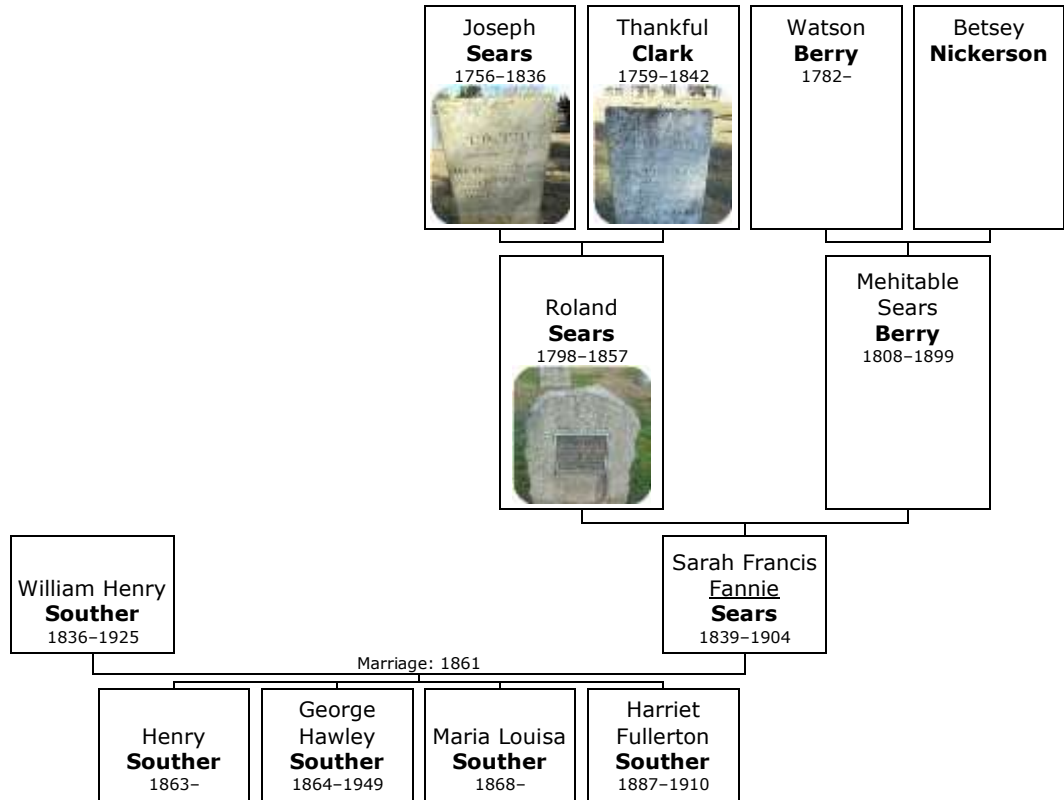 Joseph
Sears
1756–1836
Thankful
Clark
1759–1842
Watson
Berry
1782–
Betsey
Nickerson
Roland
Sears
1798–1857
Mehitable
Sears
Berry
1808–1899
William Henry
Souther
1836–1925
Sarah Francis
Fannie
Sears
1839–1904
Marriage: 1861
Henry
Souther
1863–
George
Hawley
Souther
1864–1949
Maria Louisa
Souther
1868–
Harriet
Fullerton
Souther
1887–1910